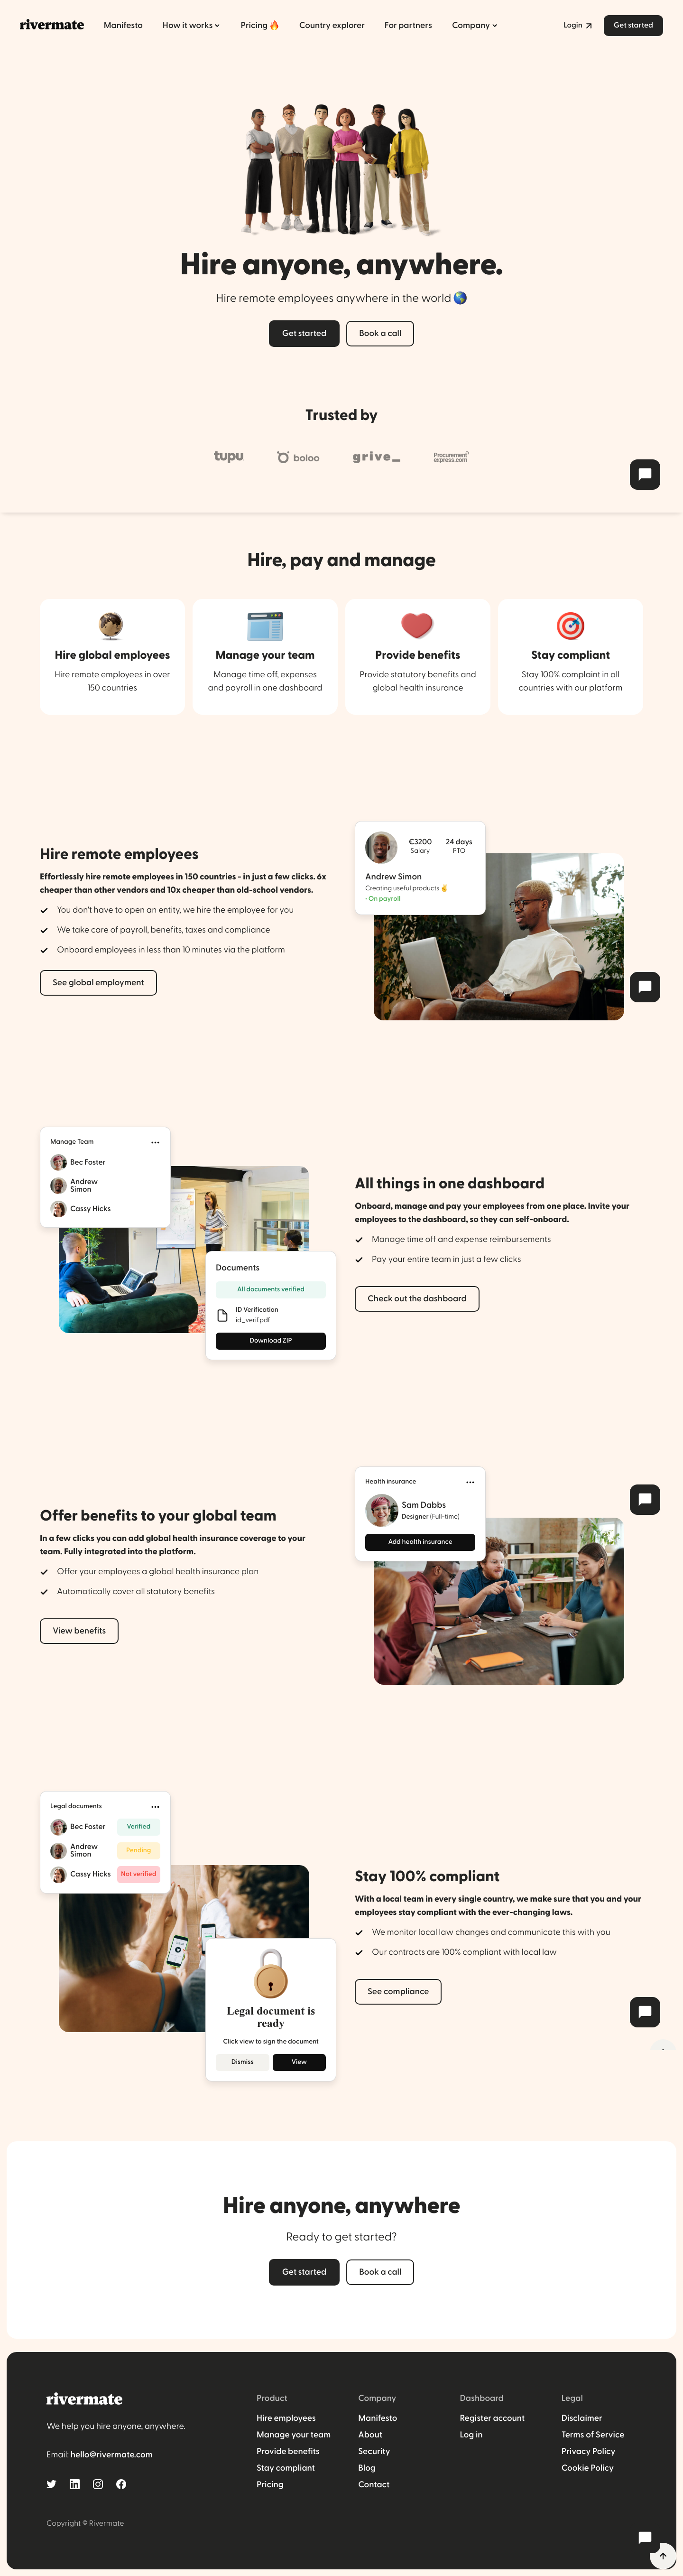 rivermate
Manifesto
How it works
Pricing 🔥
Country explorer
For partners
Company
Login
Get started
Hire anyone, anywhere.
Hire remote employees anywhere in the world 🌎
Get started
Book a call
Trusted by
tupu
boloo
grive_
Procurement
express.com
Hire, pay and manage
Hire global employees
Hire remote employees in over
150 countries
Manage your team
Manage time off, expenses
and payroll in one dashboard
Provide benefits
Provide statutory benefits and
global health insurance
Stay compliant
Stay 100% complaint in all
countries with our platform
Hire remote employees
Effortlessly hire remote employees in 150 countries - in just a few clicks. 6x
cheaper than other vendors and 10x cheaper than old-school vendors.
You don't have to open an entity, we hire the employee for you
We take care of payroll, benefits, taxes and compliance
Onboard employees in less than 10 minutes via the platform
See global employment
€3200
Salary
24 days
PTO
Andrew Simon
Creating useful products ✌️
• On payroll
Manage Team
Bec Foster
Andrew
Simon
Cassy Hicks
Documents
All documents verified
ID Verification
id_verif.pdf
Download ZIP
All things in one dashboard
Onboard, manage and pay your employees from one place. Invite your
employees to the dashboard, so they can self-onboard.
Manage time off and expense reimbursements
Pay your entire team in just a few clicks
Check out the dashboard
Offer benefits to your global team
In a few clicks you can add global health insurance coverage to your
team. Fully integrated into the platform.
Offer your employees a global health insurance plan
Automatically cover all statutory benefits
View benefits
Health insurance
Sam Dabbs
Designer (Full-time)
Add health insurance
Legal documents
Bec Foster
Verified
Andrew
Simon
Pending
Cassy Hicks
Not verified
Legal document is
ready
Click view to sign the document
Dismiss
View
Stay 100% compliant
With a local team in every single country, we make sure that you and your
employees stay compliant with the ever-changing laws.
We monitor local law changes and communicate this with you
Our contracts are 100% compliant with local law
See compliance
Hire anyone, anywhere
Ready to get started?
Get started
Book a call
rivermate
We help you hire anyone, anywhere.
Email: hello@rivermate.com
Copyright © Rivermate
Product
Hire employees
Manage your team
Provide benefits
Stay compliant
Pricing
Company
Manifesto
About
Security
Blog
Contact
Dashboard
Register account
Log in
Legal
Disclaimer
Terms of Service
Privacy Policy
Cookie Policy